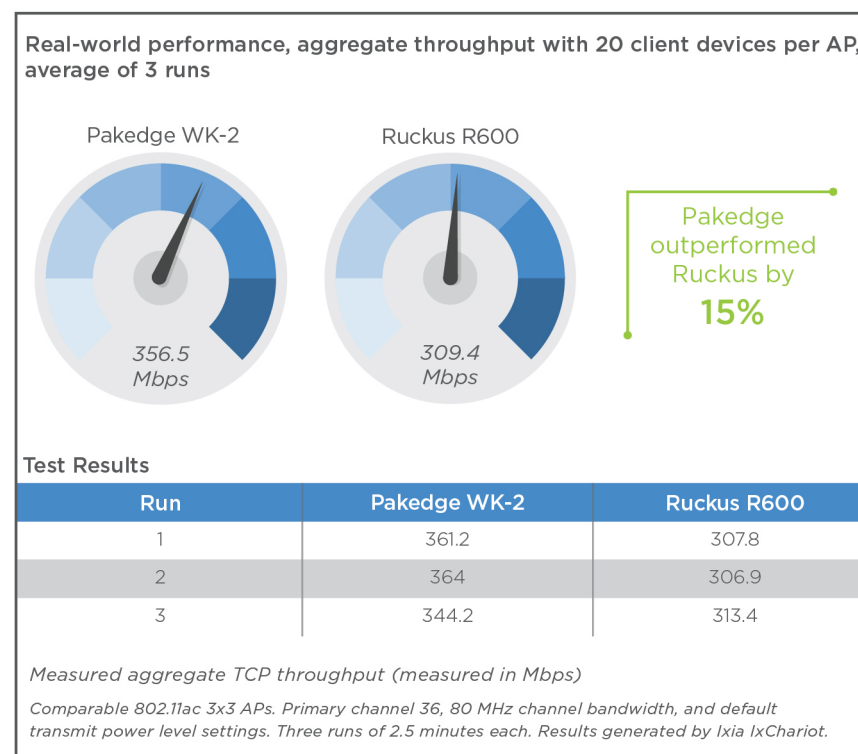 Real-world performance, aggregate throughput with 20 client devices per AP,
average of 3 runs
Pakedge WK-2
Ruckus R600
356.5
Mbps
309.4
Mbps
Pakedge
outperformed
Ruckus by
15%
Test Results
Run Pakedge WK-2 Ruckus R600
1 361.2 307.8
2 364 306.9
3 344.2 313.4
Measured aggregate TCP throughput (measured in Mbps)
Comparable 802.11ac 3x3 APs. Primary channel 36, 80 MHz channel bandwidth, and default
transmit power level settings. Three runs of 2.5 minutes each. Results generated by Ixia IxChariot.